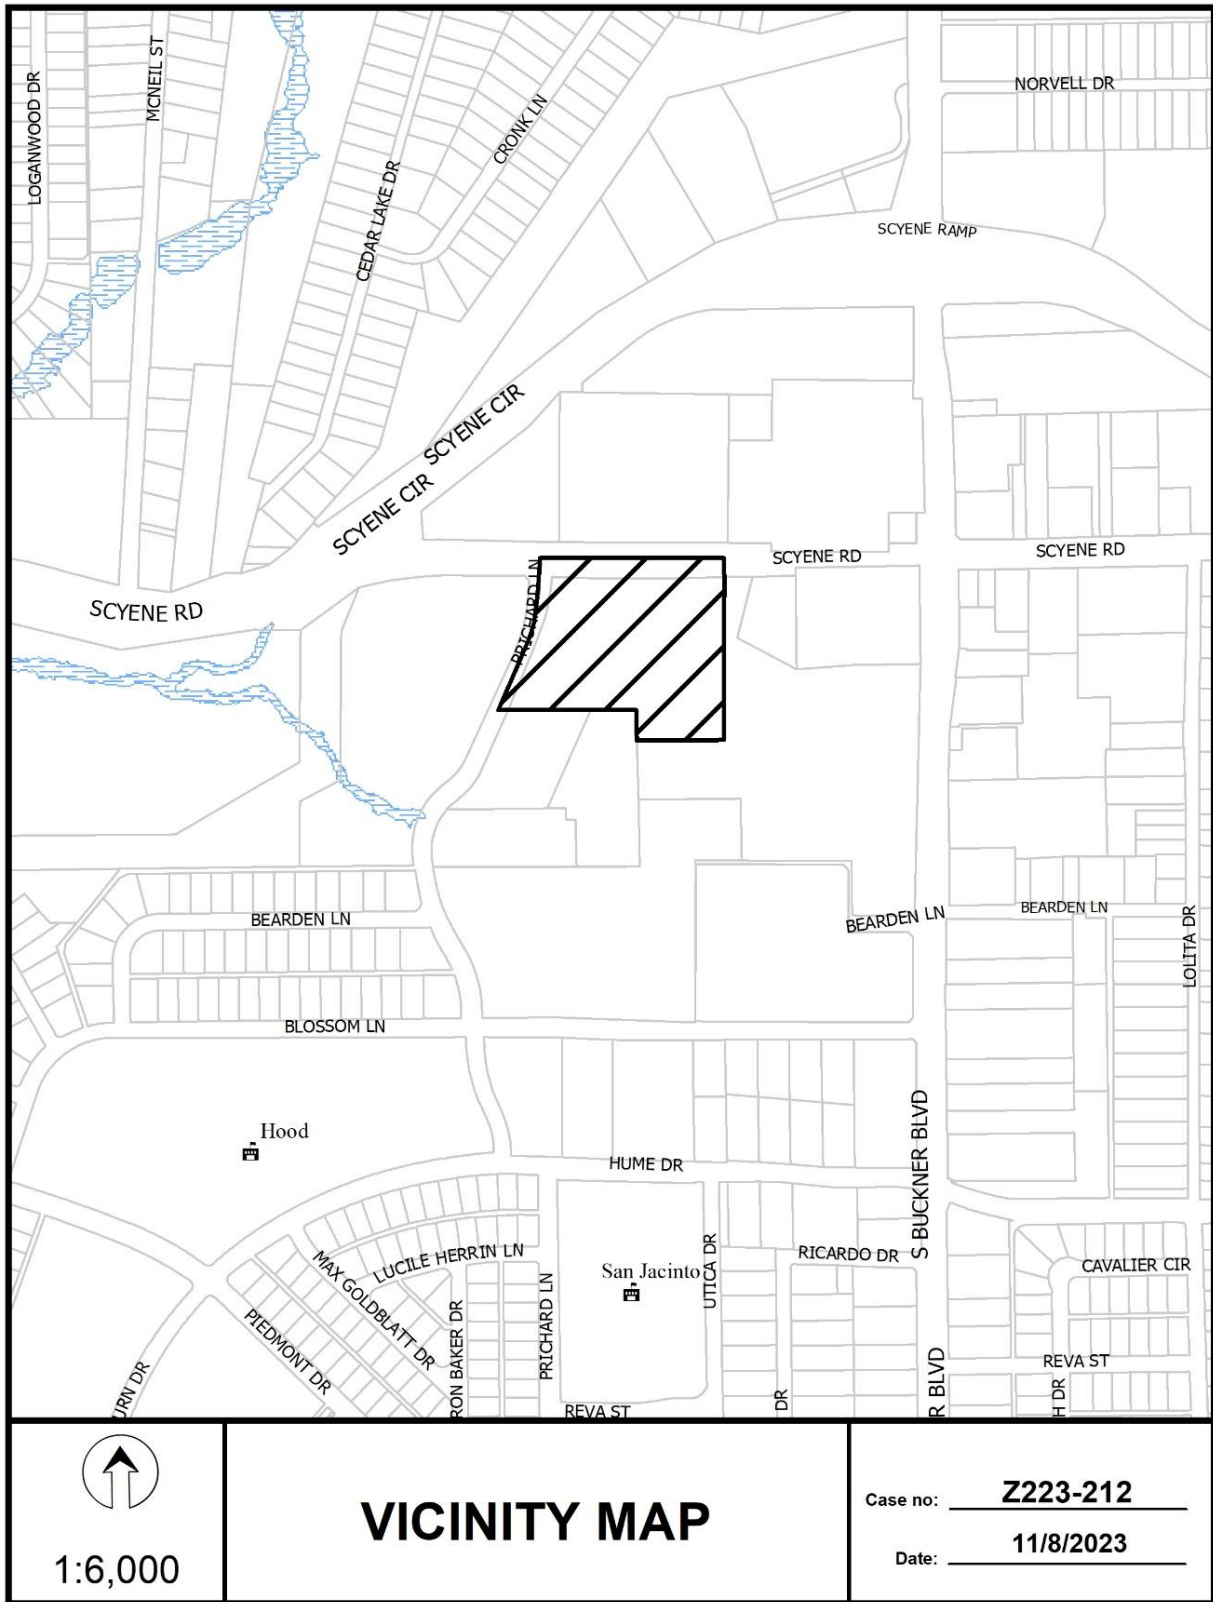 LOGANWOOD DR
MCNEIL ST
NORVELL DR
CRONK LN
CEDAR LAKE DR
SCYENE RAMP
SCYENE CIR
SCYENE CIR
SCYENE RD
SCYENE RD
SCYENE RD
PRICHARD LN
BEARDEN LN
BEARDEN LN
BEARDEN LN
LOLITA DR
BLOSSOM LN
Hood
HUME DR
S BUCKNER BLVD
LUCILE HERRIN LN
MAX GOLDBLATT DR
San Jacinto
UTICA DR
RICARDO DR
CAVALIER CIR
PIEDMONT DR
RON BAKER DR
PRICHARD LN
URN DR
REVA ST
DR
R BLVD
REVA ST
H DR
1:6,000
VICINITY MAP
Case no: Z223-212
Date: 11/8/2023